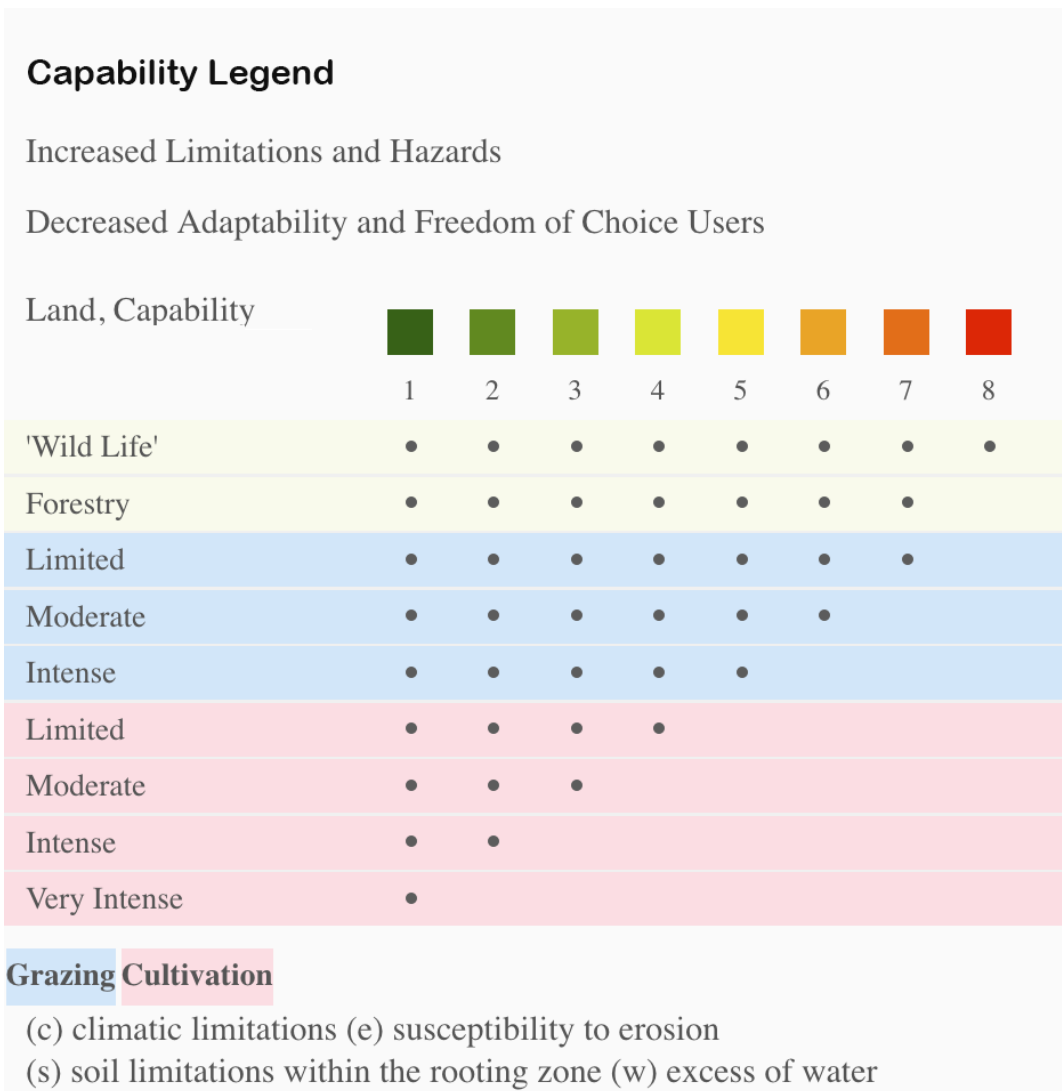 Capability Legend
Increased Limitations and Hazards
Decreased Adaptability and Freedom of Choice Users
Land, Capability
1 2 3 4 5 6 7 8
'Wild Life' • • • • • • • •
Forestry • • • • • • •
Limited • • • • • • •
Moderate • • • • • •
Intense • • • • •
Limited • • • •
Moderate • • •
Intense • •
Very Intense •
Grazing Cultivation
(c) climatic limitations (e) susceptibility to erosion
(s) soil limitations within the rooting zone (w) excess of water